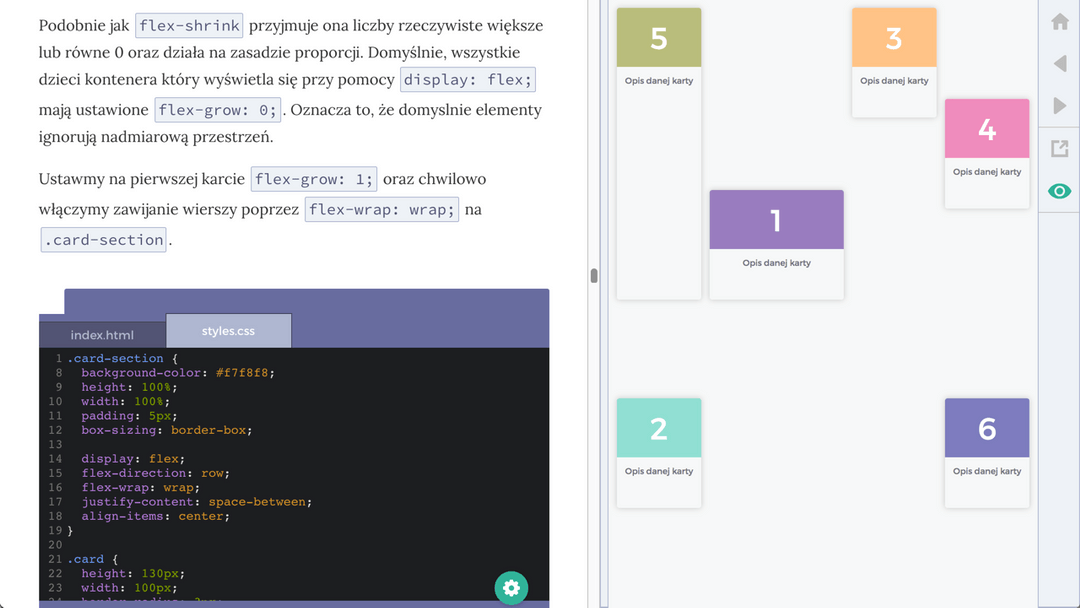 Podobnie jak flex-shrink przyjmuje ona liczby rzeczywiste większe
lub równe 0 oraz działa na zasadzie proporcji. Domyślnie, wszystkie
dzieci kontenera który wyświetla się przy pomocy display: flex;
mają ustawione flex-grow: 0;. Oznacza to, że domyslnie elementy
ignorują nadmiarową przestrzeń.
Ustawmy na pierwszej karcie flex-grow: 1; oraz chwilowo
włączymy zawijanie wierszy poprzez flex-wrap: wrap; na
.card-section.
index.html
styles.css
1 .card-section {
8 background-color: #f7f8f8;
9 height: 100%;
10 width: 100%;
11 padding: 5px;
12 box-sizing: border-box;
13
14 display: flex;
15 flex-direction: row;
16 flex-wrap: wrap;
17 justify-content: space-between;
18 align-items: center;
19 }
20
21 .card {
22 height: 130px;
23 width: 100px;
5
Opis danej karty
3
Opis danej karty
4
Opis danej karty
1
Opis danej karty
2
Opis danej karty
6
Opis danej karty